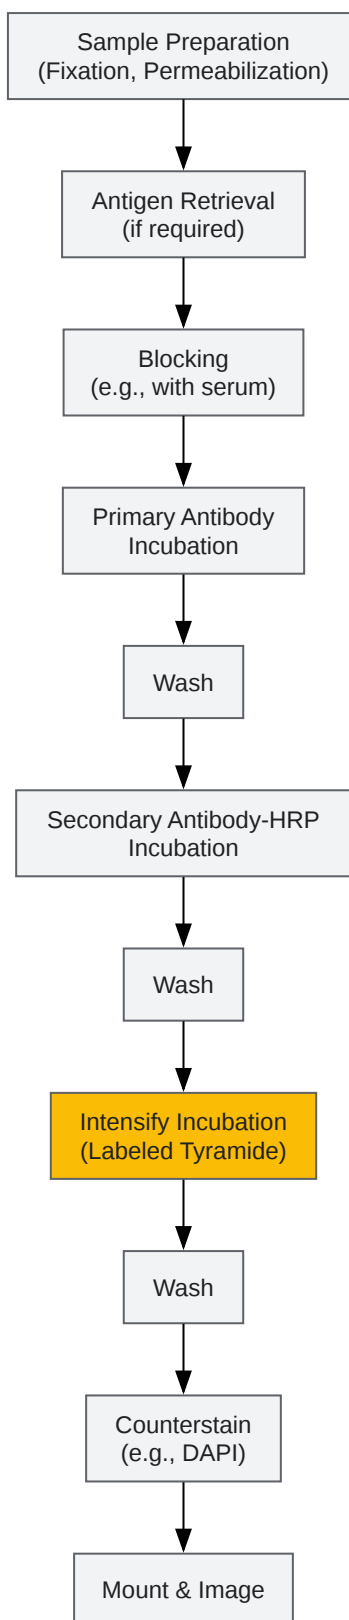 Sample Preparation
(Fixation, Permeabilization)
Antigen Retrieval
(if required)
Blocking
(e.g., with serum)
Primary Antibody
Incubation
Wash
Secondary Antibody-HRP
Incubation
Wash
Intensify Incubation
(Labeled Tyramide)
Wash
Counterstain
(e.g., DAPI)
Mount & Image